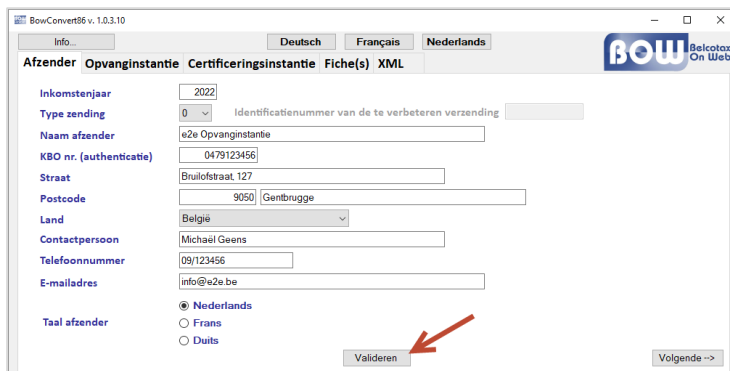 BowConvert86 v. 1.0.3.10
Info... Deutsch Français Nederlands
BOW Belcotax On Web
Afzender Opvanginstantie Certificeringsinstantie Fiche(s) XML
Inkomstenjaar 2022
Type zending 0 Identificatienummer van de te verbeteren verzending
Naam afzender e2e Opvanginstantie
KBO nr. (authenticatie) 0479123456
Straat Bruilofstraat, 127
Postcode 9050 Gentbrugge
Land België
Contactpersoon Michaël Geens
Telefoonnummer 09/123456
E-mailadres info@e2e.be
Taal afzender
Nederlands
Frans
Duits
Valideren Volgende -->